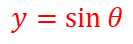 y = sin θ